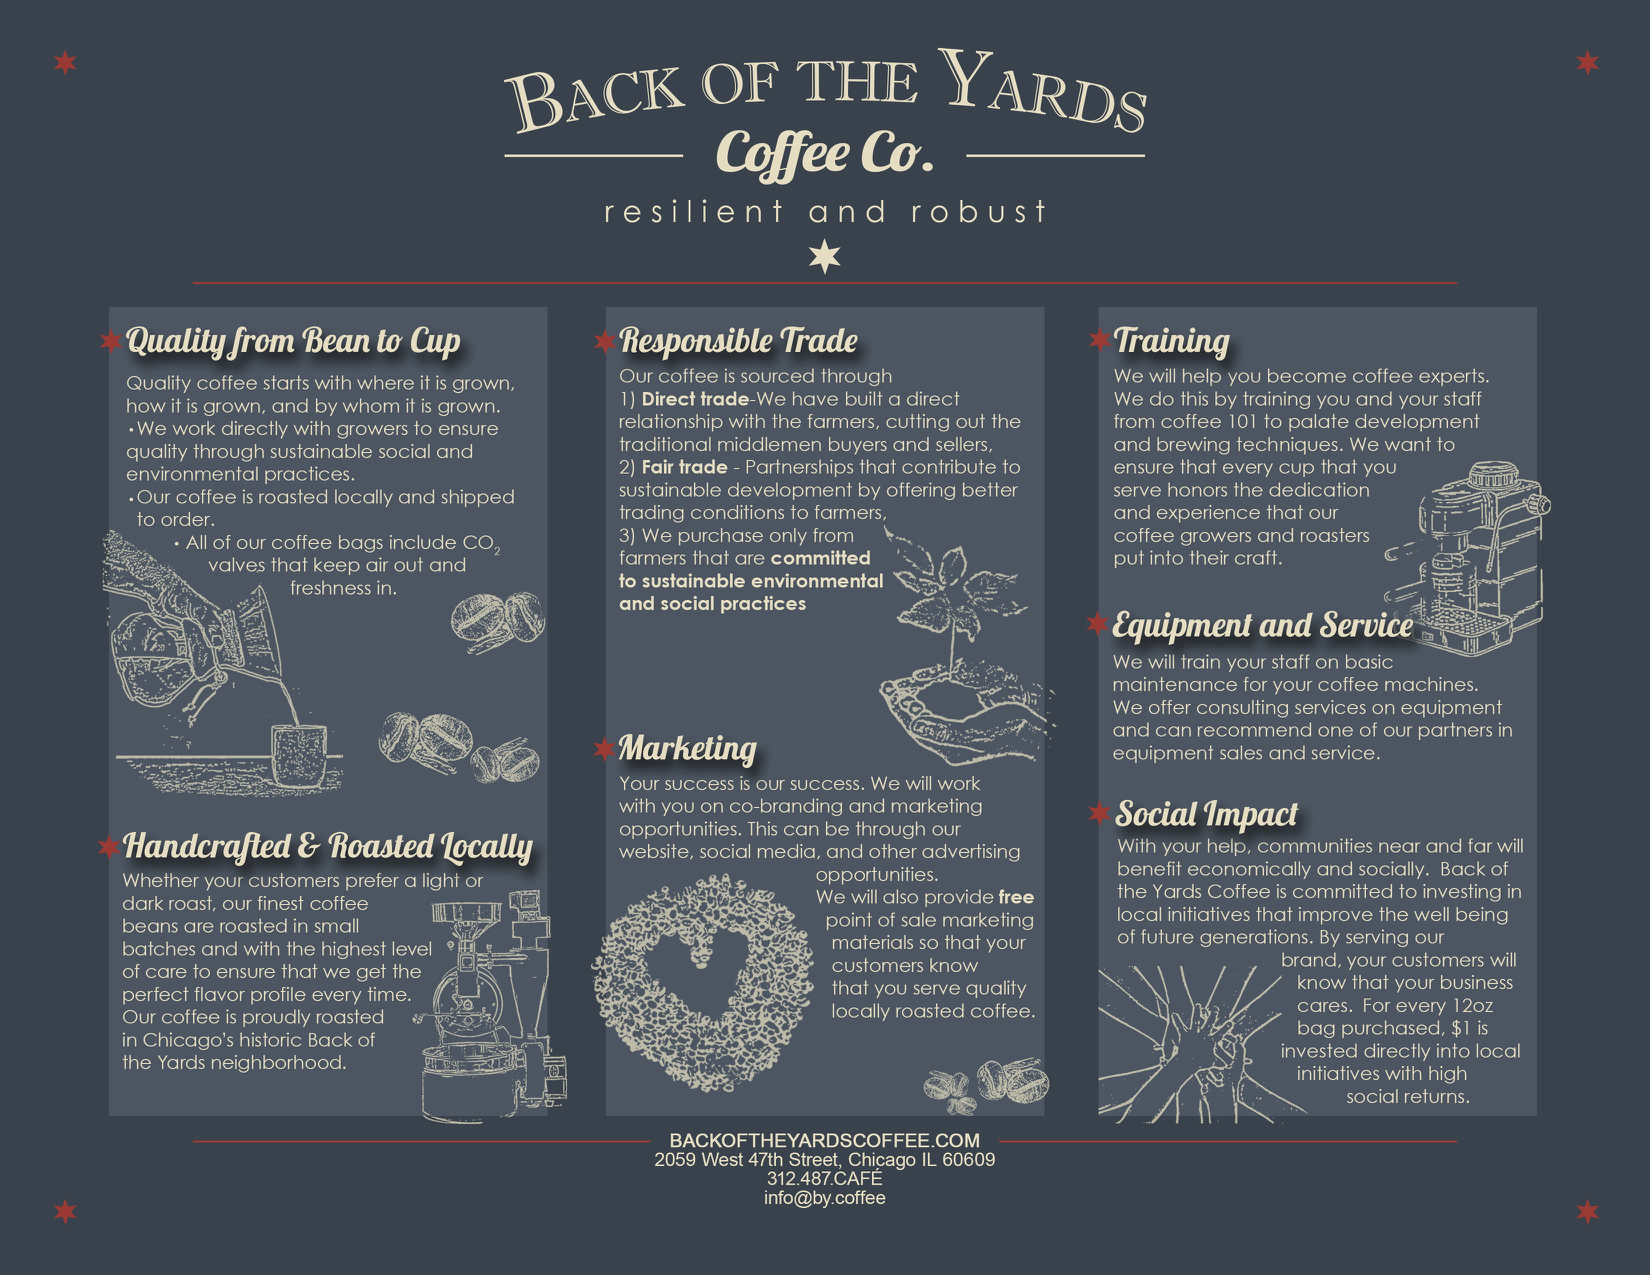 BACK OF THE YARDS
Coffee Co.
resilient and robust
Quality from Bean to Cup
Quality coffee starts with where it is grown,
how it is grown, and by whom it is grown.
•We work directly with growers to ensure
quality through sustainable social and
environmental practices.
•Our coffee is roasted locally and shipped
to order.
• All of our coffee bags include CO₂
valves that keep air out and
freshness in.
Handcrafted & Roasted Locally
Whether your customers prefer a light or
dark roast, our finest coffee
beans are roasted in small
batches and with the highest level
of care to ensure that we get the
perfect flavor profile every time.
Our coffee is proudly roasted
in Chicago's historic Back of
the Yards neighborhood.
Responsible Trade
Our coffee is sourced through
1) Direct trade-We have built a direct
relationship with the farmers, cutting out the
traditional middlemen buyers and sellers,
2) Fair trade - Partnerships that contribute to
sustainable development by offering better
trading conditions to farmers,
3) We purchase only from
farmers that are committed
to sustainable environmental
and social practices
Marketing
Your success is our success. We will work
with you on co-branding and marketing
opportunities. This can be through our
website, social media, and other advertising
opportunities.
We will also provide free
point of sale marketing
materials so that your
customers know
that you serve quality
locally roasted coffee.
Training
We will help you become coffee experts.
We do this by training you and your staff
from coffee 101 to palate development
and brewing techniques. We want to
ensure that every cup that you
serve honors the dedication
and experience that our
coffee growers and roasters
put into their craft.
Equipment and Service
We will train your staff on basic
maintenance for your coffee machines.
We offer consulting services on equipment
and can recommend one of our partners in
equipment sales and service.
Social Impact
With your help, communities near and far will
benefit economically and socially. Back of
the Yards Coffee is committed to investing in
local initiatives that improve the well being
of future generations. By serving our
brand, your customers will
know that your business
cares. For every 12oz
bag purchased, $1 is
invested directly into local
initiatives with high
social returns.
BACKOFTHEYARDSCOFFEE.COM
2059 West 47th Street, Chicago IL 60609
312.487.CAFÉ
info@by.coffee